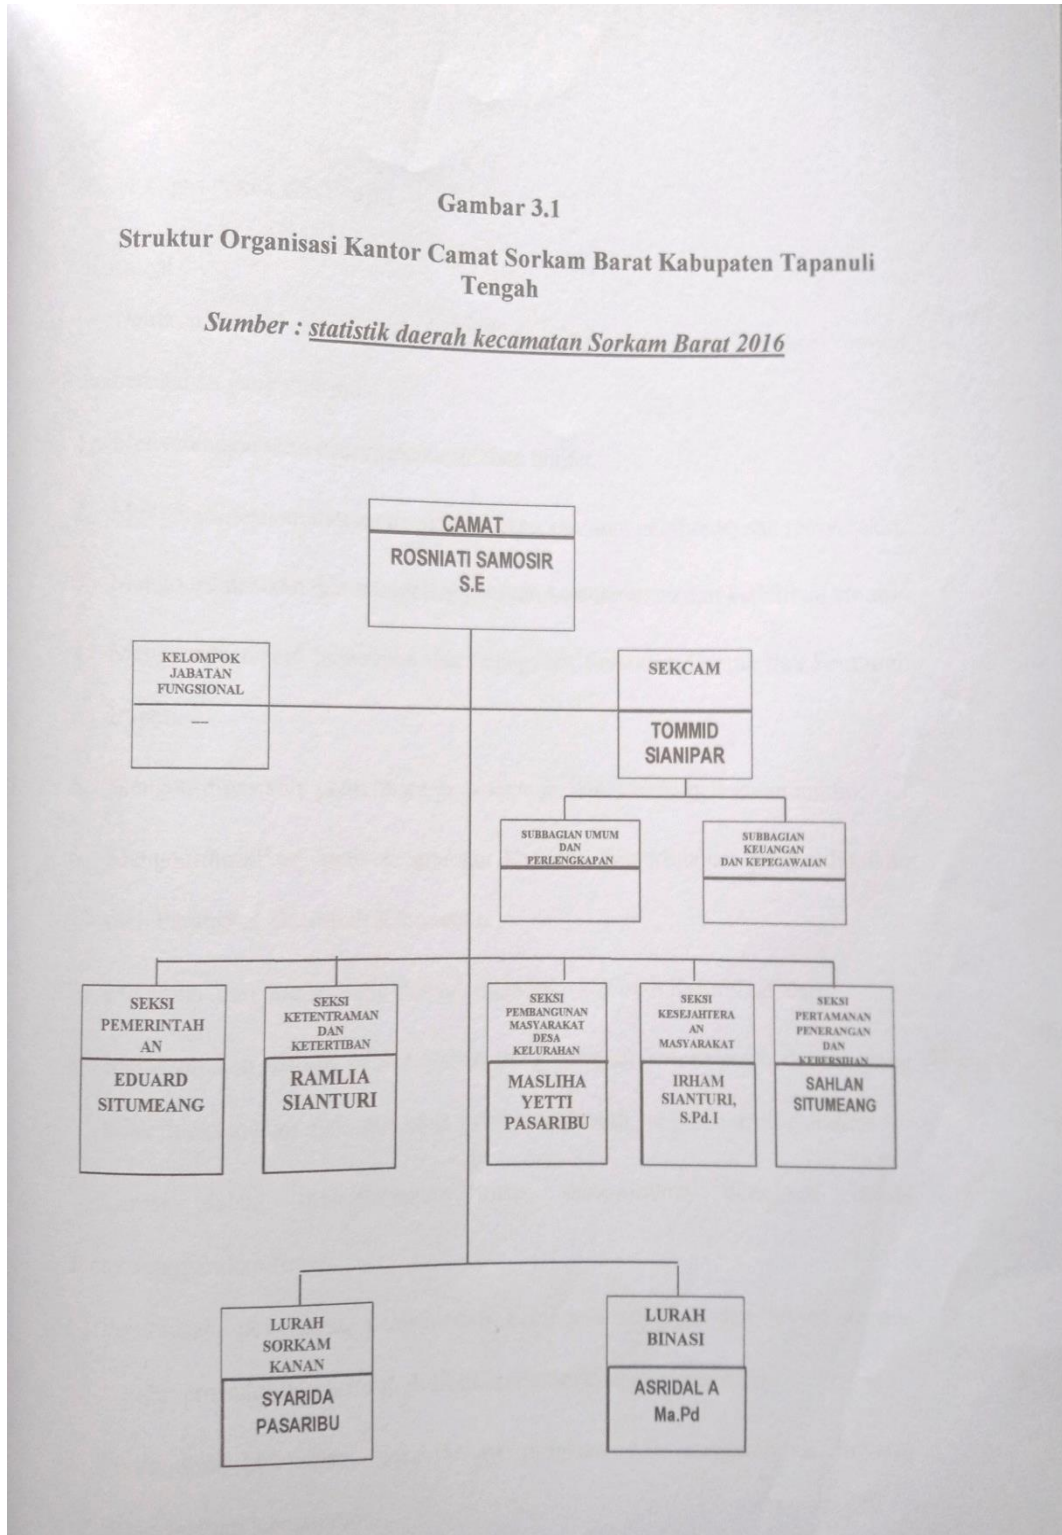 Gambar 3.1
Struktur Organisasi Kantor Camat Sorkam Barat Kabupaten Tapanuli
Tengah
Sumber : statistik daerah kecamatan Sorkam Barat 2016
CAMAT
ROSNIATI SAMOSIR
S.E
KELOMPOK
JABATAN
FUNGSIONAL
---
SEKCAM
TOMMID
SIANIPAR
SUBBAGIAN UMUM
DAN
PERLENGKAPAN
SUBBAGIAN
KEUANGAN
DAN KEPEGAWAIAN
SEKSI
PEMERINTAH
AN
EDUARD
SITUMEANG
SEKSI
KETENTRAMAN
DAN
KETERTIBAN
RAMLIA
SIANTURI
SEKSI
PEMBANGUNAN
MASYARAKAT
DESA
KELURAHAN
MASLIHA
YETTI
PASARIBU
SEKSI
KESEJAHTERA
AN
MASYARAKAT
IRHAM
SIANTURI,
S.Pd.I
SEKSI
PERTAMANAN
PENERANGAN
DAN
KEBERSIHAN
SAHLAN
SITUMEANG
LURAH
SORKAM
KANAN
SYARIDA
PASARIBU
LURAH
BINASI
ASRIDAL A
Ma.Pd